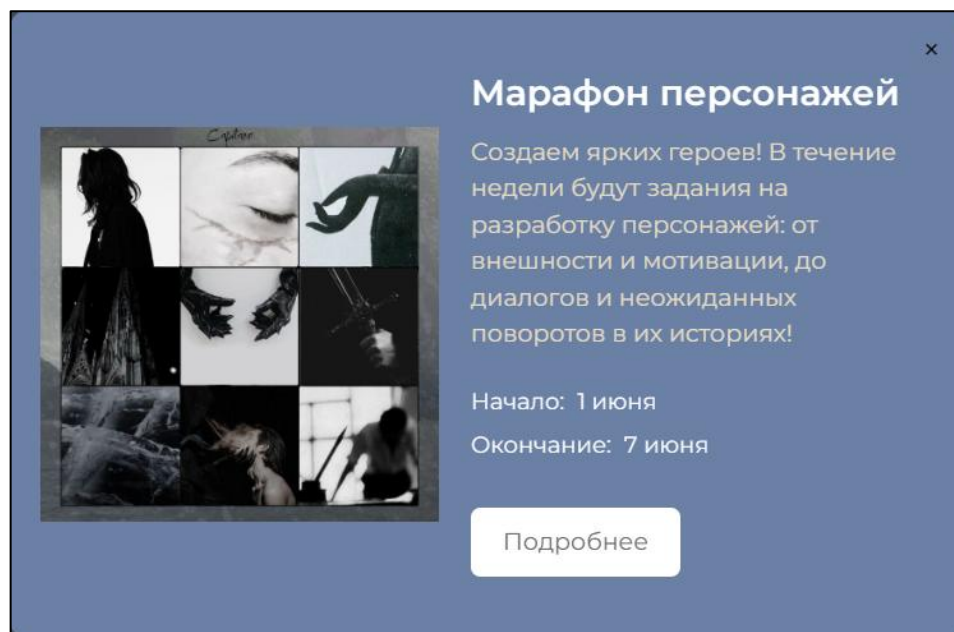 Марафон персонажей
Создаем ярких героев! В течение
недели будут задания на
разработку персонажей: от
внешности и мотивации, до
диалогов и неожиданных
поворотов в их историях!
Начало: 1 июня
Окончание: 7 июня
Подробнее